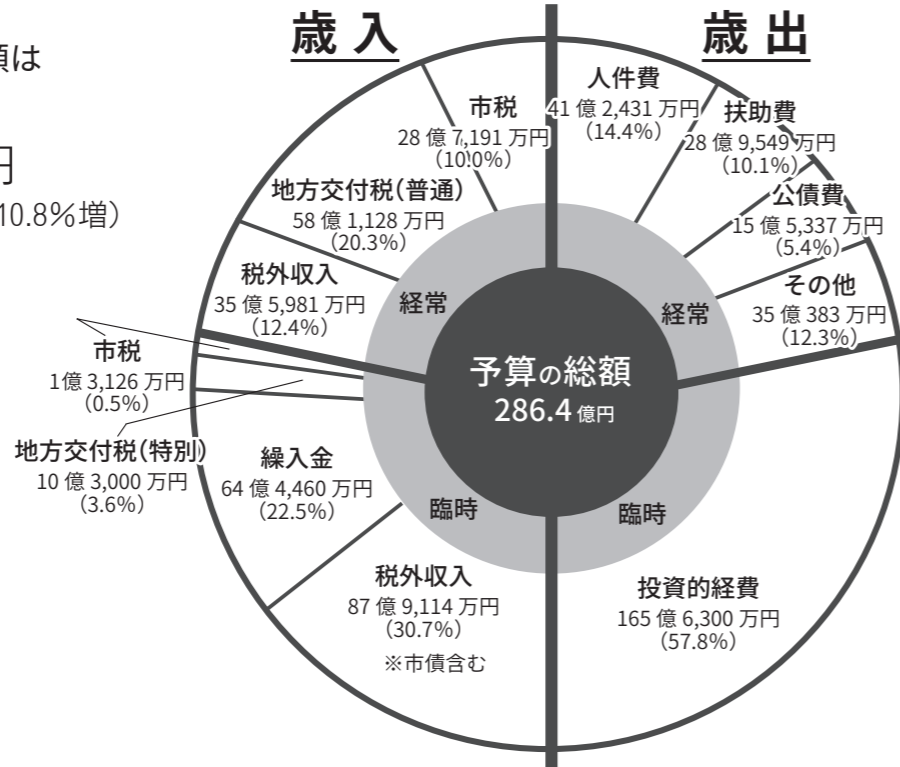 額は
円
10.8%増）
歳入
歳出
市税
28億7,191万円
（10.0%）
地方交付税（普通）
58億1,128万円
（20.3%）
税外収入
35億5,981万円
（12.4%）
市税
1億3,126万円
（0.5%）
地方交付税（特別）
10億3,000万円
（3.6%）
繰入金
64億4,460万円
（22.5%）
税外収入
87億9,114万円
（30.7%）
※市債含む
経常
臨時
予算の総額
286.4億円
経常
臨時
人件費
41億2,431万円
（14.4%）
扶助費
28億9,549万円
（10.1%）
公債費
15億5,337万円
（5.4%）
その他
35億383万円
（12.3%）
投資的経費
165億6,300万円
（57.8%）